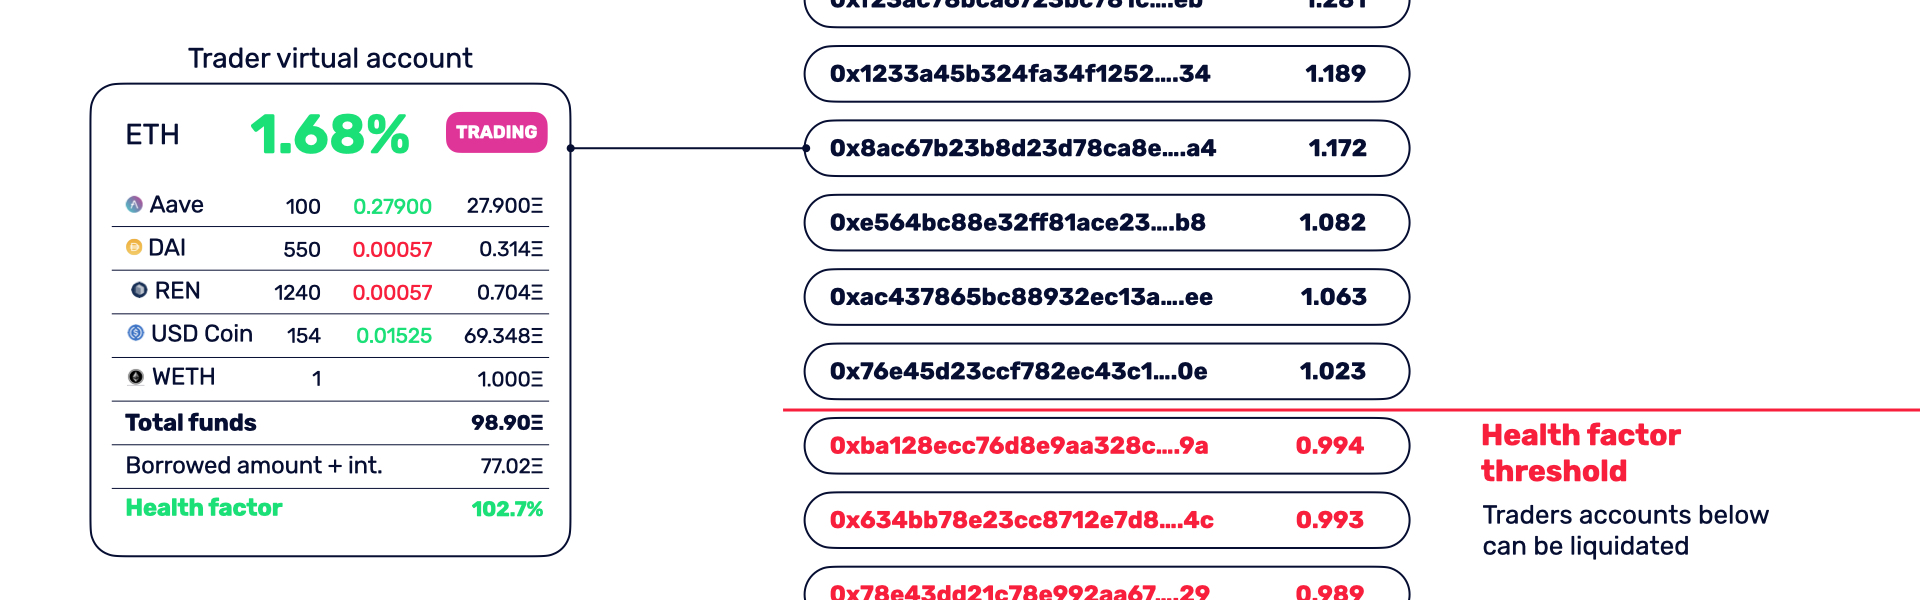 Trader virtual account
ETH 1.68% TRADING
Aave 100 0.27900 27.900Ξ
DAI 550 0.00057 0.314Ξ
REN 1240 0.00057 0.704Ξ
USD Coin 154 0.01525 69.348Ξ
WETH 1 1.000Ξ
Total funds 98.90Ξ
Borrowed amount + int. 77.02Ξ
Health factor 102.7%
1.281
0x1233a45b324fa34f1252....34 1.189
0x8ac67b23b8d23d78ca8e....a4 1.172
0xe564bc88e32ff81ace23....b8 1.082
0xac437865bc88932ec13a....ee 1.063
0x76e45d23ccf782ec43c1....0e 1.023
0xba128ecc76d8e9aa328c....9a 0.994
0x634bb78e23cc8712e7d8....4c 0.993
0x78e43dd21c78e992aa67....29 0.989
Health factor
threshold
Traders accounts below
can be liquidated